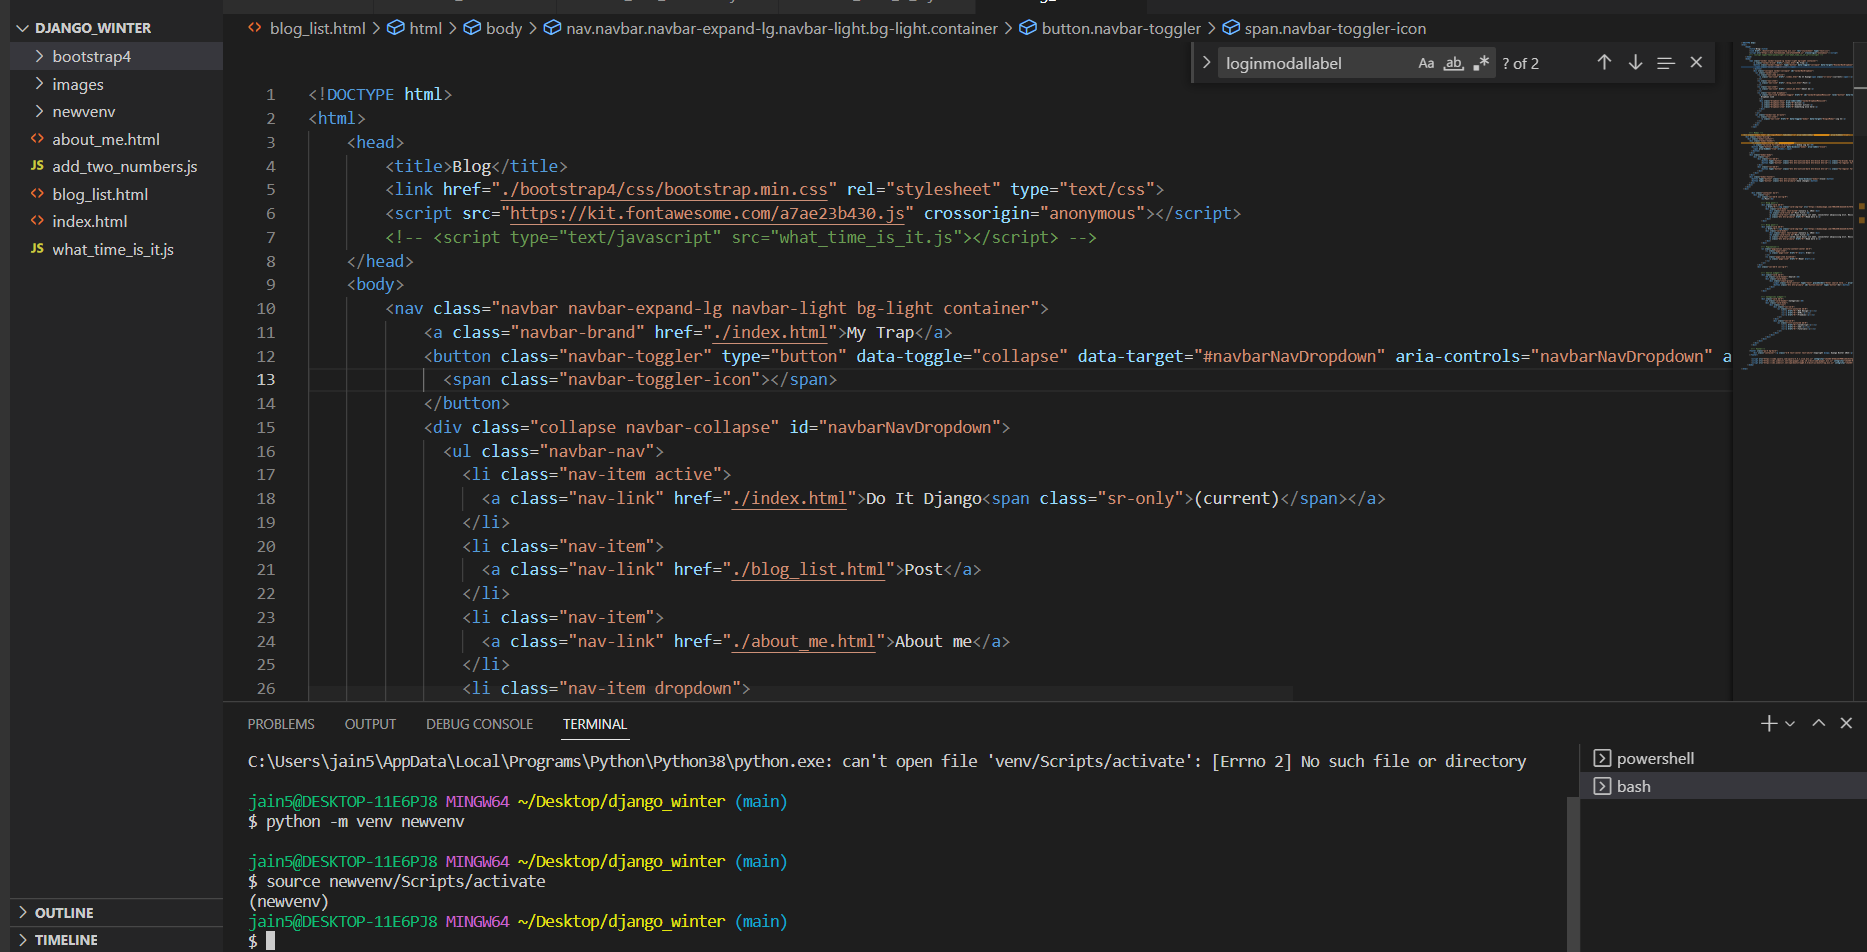 DJANGO_WINTER
bootstrap4
images
newvenv
about_me.html
JS add_two_numbers.js
blog_list.html
index.html
JS what_time_is_it.js
OUTLINE
TIMELINE
blog_list.html > html > body > nav.navbar.navbar-expand-lg.navbar-light.bg-light.container > button.navbar-toggler > span.navbar-toggler-icon
loginmodallabel Aa ab .* ? of 2
1 <!DOCTYPE html>
2 <html>
3 <head>
4 <title>Blog</title>
5 <link href="./bootstrap4/css/bootstrap.min.css" rel="stylesheet" type="text/css">
6 <script src="https://kit.fontawesome.com/a7ae23b430.js" crossorigin="anonymous"></script>
7 <!-- <script type="text/javascript" src="what_time_is_it.js"></script> -->
8 </head>
9 <body>
10 <nav class="navbar navbar-expand-lg navbar-light bg-light container">
11 <a class="navbar-brand" href="./index.html">My Trap</a>
12 <button class="navbar-toggler" type="button" data-toggle="collapse" data-target="#navbarNavDropdown" aria-controls="navbarNavDropdown" a
13 <span class="navbar-toggler-icon"></span>
14 </button>
15 <div class="collapse navbar-collapse" id="navbarNavDropdown">
16 <ul class="navbar-nav">
17 <li class="nav-item active">
18 <a class="nav-link" href="./index.html">Do It Django<span class="sr-only">(current)</span></a>
19 </li>
20 <li class="nav-item">
21 <a class="nav-link" href="./blog_list.html">Post</a>
22 </li>
23 <li class="nav-item">
24 <a class="nav-link" href="./about_me.html">About me</a>
25 </li>
26 <li class="nav-item dropdown">
PROBLEMS OUTPUT DEBUG CONSOLE TERMINAL
C:\Users\jain5\AppData\Local\Programs\Python\Python38\python.exe: can't open file 'venv/Scripts/activate': [Errno 2] No such file or directory
jain5@DESKTOP-11E6PJ8 MINGW64 ~/Desktop/django_winter (main)
$ python -m venv newvenv
jain5@DESKTOP-11E6PJ8 MINGW64 ~/Desktop/django_winter (main)
$ source newvenv/Scripts/activate
(newvenv)
jain5@DESKTOP-11E6PJ8 MINGW64 ~/Desktop/django_winter (main)
$
powershell
bash